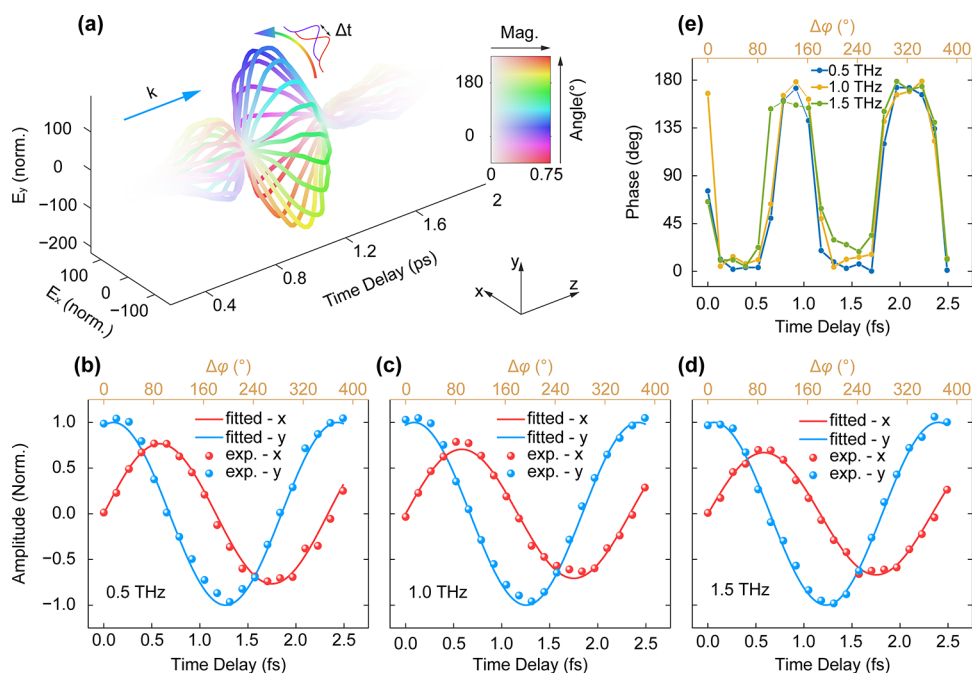 (a)
Δt
k
100
0
−100
−200
E_y (norm.)
100
0
−100
E_x (norm.)
0.4
0.8
1.2
1.6
2
Time Delay (ps)
Mag.
180
0
Angle(°)
0 0.75
y
x
z
(e)
Δφ (°)
0 80 160 240 320 400
0.5 THz
1.0 THz
1.5 THz
180
135
90
45
0
Phase (deg)
0.0 0.5 1.0 1.5 2.0 2.5
Time Delay (fs)
(b)
Δφ (°)
0 80 160 240 320 400
fitted - x
fitted - y
exp. - x
exp. - y
1.0
0.5
0.0
−0.5
−1.0
Amplitude (Norm.)
0.5 THz
0.0 0.5 1.0 1.5 2.0 2.5
Time Delay (fs)
(c)
Δφ (°)
0 80 160 240 320 400
fitted - x
fitted - y
exp. - x
exp. - y
1.0 THz
0.0 0.5 1.0 1.5 2.0 2.5
Time Delay (fs)
(d)
Δφ (°)
0 80 160 240 320 400
fitted - x
fitted - y
exp. - x
exp. - y
1.5 THz
0.0 0.5 1.0 1.5 2.0 2.5
Time Delay (fs)